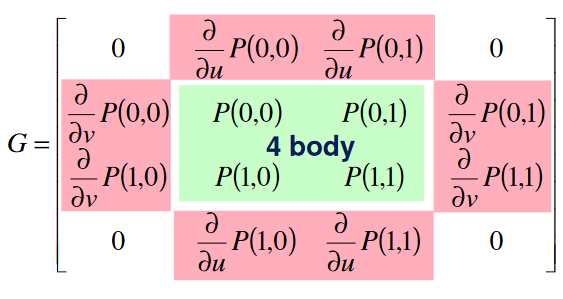 0 ∂/∂u P(0,0) ∂/∂u P(0,1) 0
∂/∂v P(0,0) P(0,0) P(0,1) ∂/∂v P(0,1)
G = 4 body
∂/∂v P(1,0) P(1,0) P(1,1) ∂/∂v P(1,1)
0 ∂/∂u P(1,0) ∂/∂u P(1,1) 0